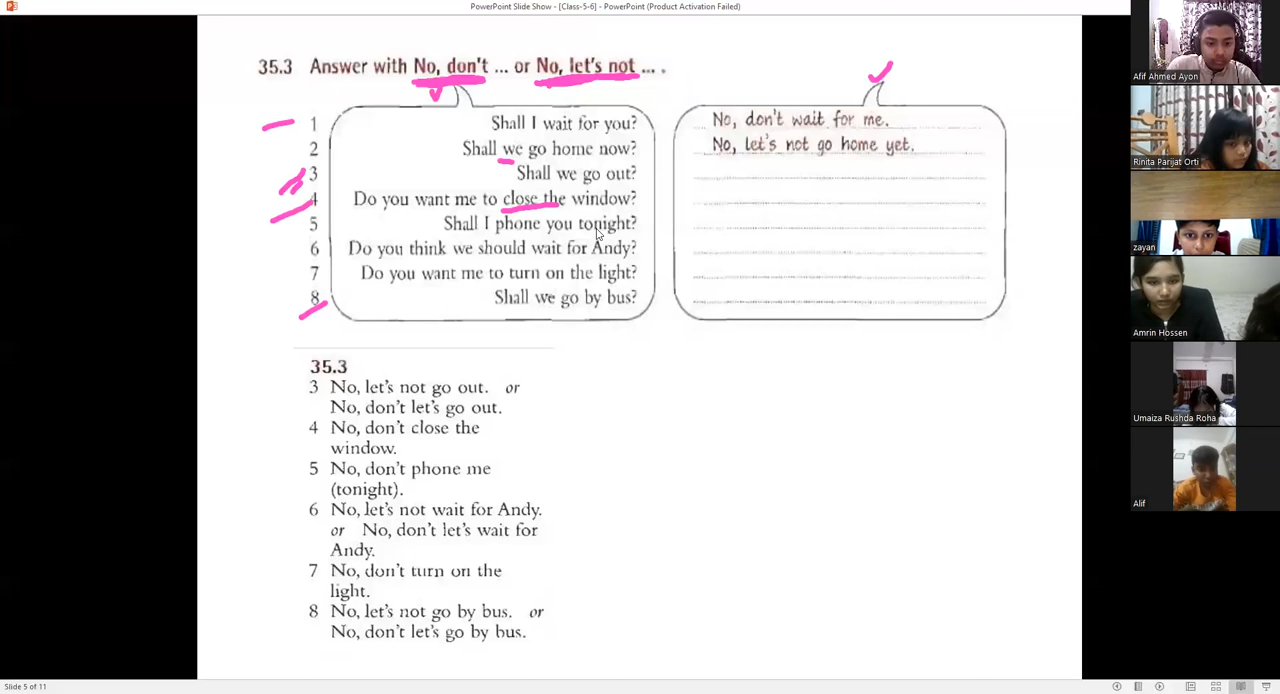 PowerPoint Slide Show - [Class-5-6] - PowerPoint (Product Activation Failed)
35.3 Answer with No, don't ... or No, let's not ... .
1 Shall I wait for you?
2 Shall we go home now?
3 Shall we go out?
4 Do you want me to close the window?
5 Shall I phone you tonight?
6 Do you think we should wait for Andy?
7 Do you want me to turn on the light?
8 Shall we go by bus?
No, don't wait for me.
No, let's not go home yet.
35.3
3 No, let's not go out. or
No, don't let's go out.
4 No, don't close the
window.
5 No, don't phone me
(tonight).
6 No, let's not wait for Andy.
or No, don't let's wait for
Andy.
7 No, don't turn on the
light.
8 No, let's not go by bus. or
No, don't let's go by bus.
Afif Ahmed Ayon
Rinita Parijat Orti
zayan
Amrin Hossen
Umaiza Rushda Roha
Alif
Slide 5 of 11